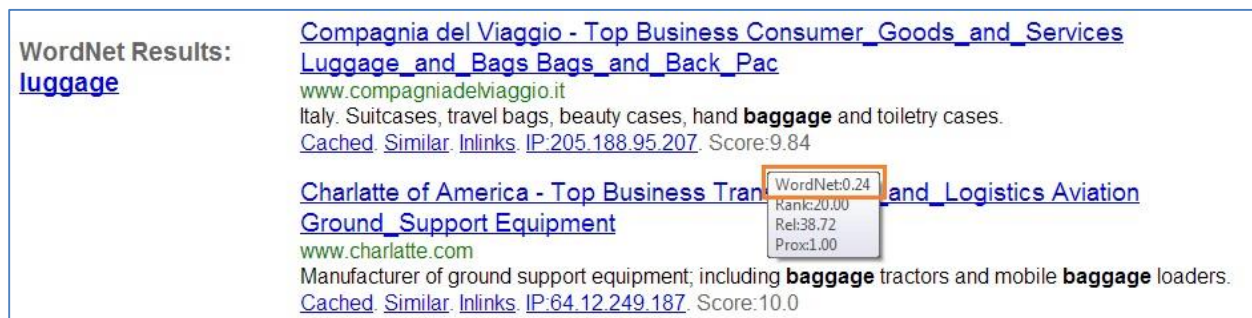 WordNet Results:
luggage
Compagnia del Viaggio - Top Business Consumer_Goods_and_Services
Luggage_and_Bags Bags_and_Back_Pac
www.compagniadelviaggio.it
Italy. Suitcases, travel bags, beauty cases, hand baggage and toiletry cases.
Cached. Similar. Inlinks. IP:205.188.95.207. Score:9.84
Charlatte of America - Top Business Tran and_Logistics Aviation
Ground_Support Equipment
www.charlatte.com
Manufacturer of ground support equipment; including baggage tractors and mobile baggage loaders.
Cached. Similar. Inlinks. IP:64.12.249.187. Score:10.0
WordNet:0.24
Rank:20.00
Rel:38.72
Prox:1.00